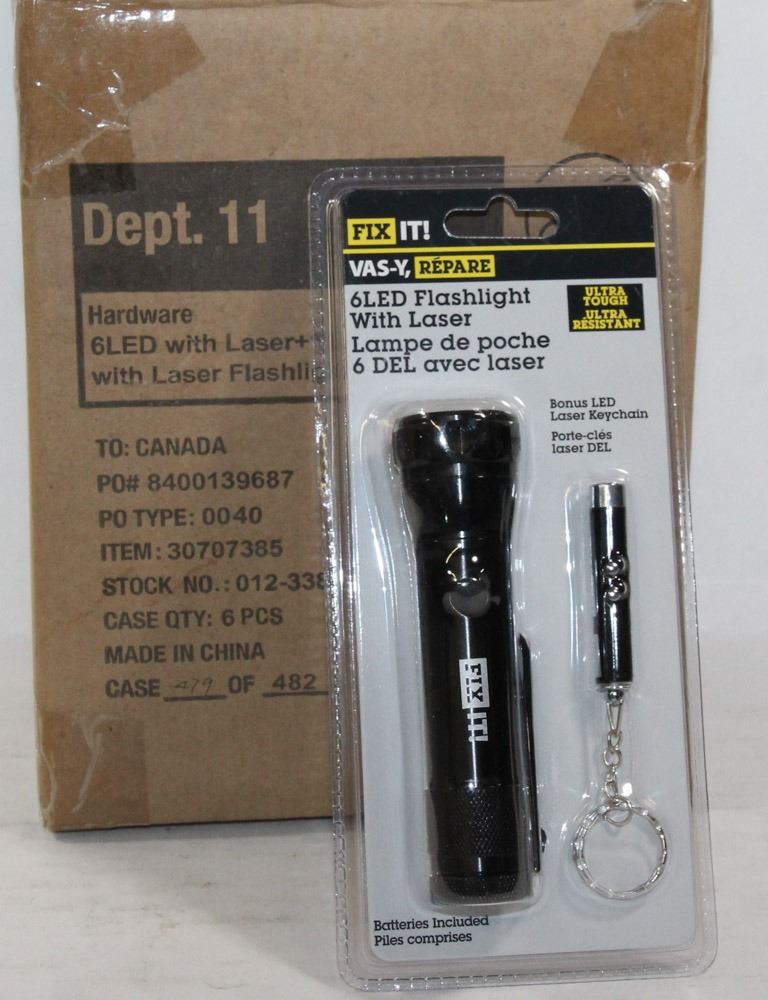 Dept. 11
Hardware
6LED with Laser+
with Laser
TO: CANADA
PO# 8400139687
PO TYPE: 0040
ITEM: 30707385
STOCK NO.: 012-338
CASE QTY: 6 PCS
MADE IN CHINA
CASE 479 OF 482
FIX IT!
VAS-Y, RÉPARE
6LED Flashlight
With Laser
Lampe de poche
6 DEL avec laser
ULTRA
TOUGH
ULTRA
RÉSISTANT
Bonus LED
Laser Keychain
Porte-clés
laser DEL
FIX IT!
Batteries Included
Piles comprises